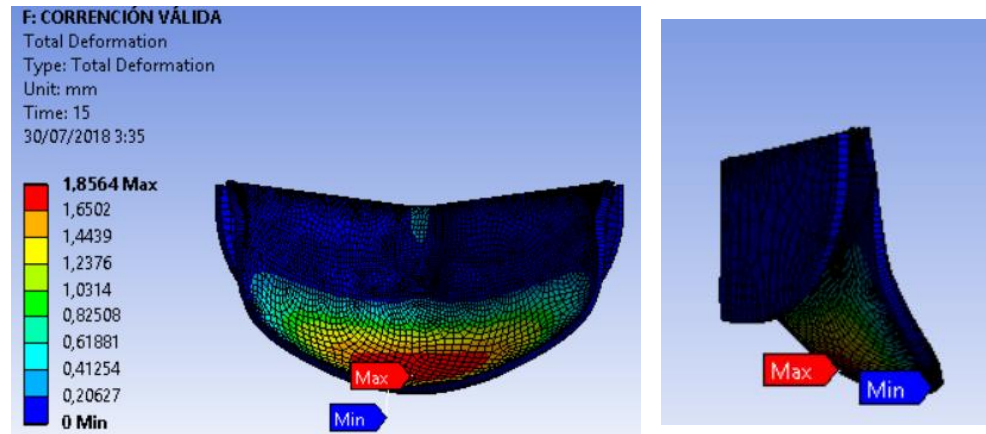 F: CORRENCIÓN VÁLIDA
Total Deformation
Type: Total Deformation
Unit: mm
Time: 15
30/07/2018 3:35
1,8564 Max
1,6502
1,4439
1,2376
1,0314
0,82508
0,61881
0,41254
0,20627
0 Min
Max
Min
Max
Min